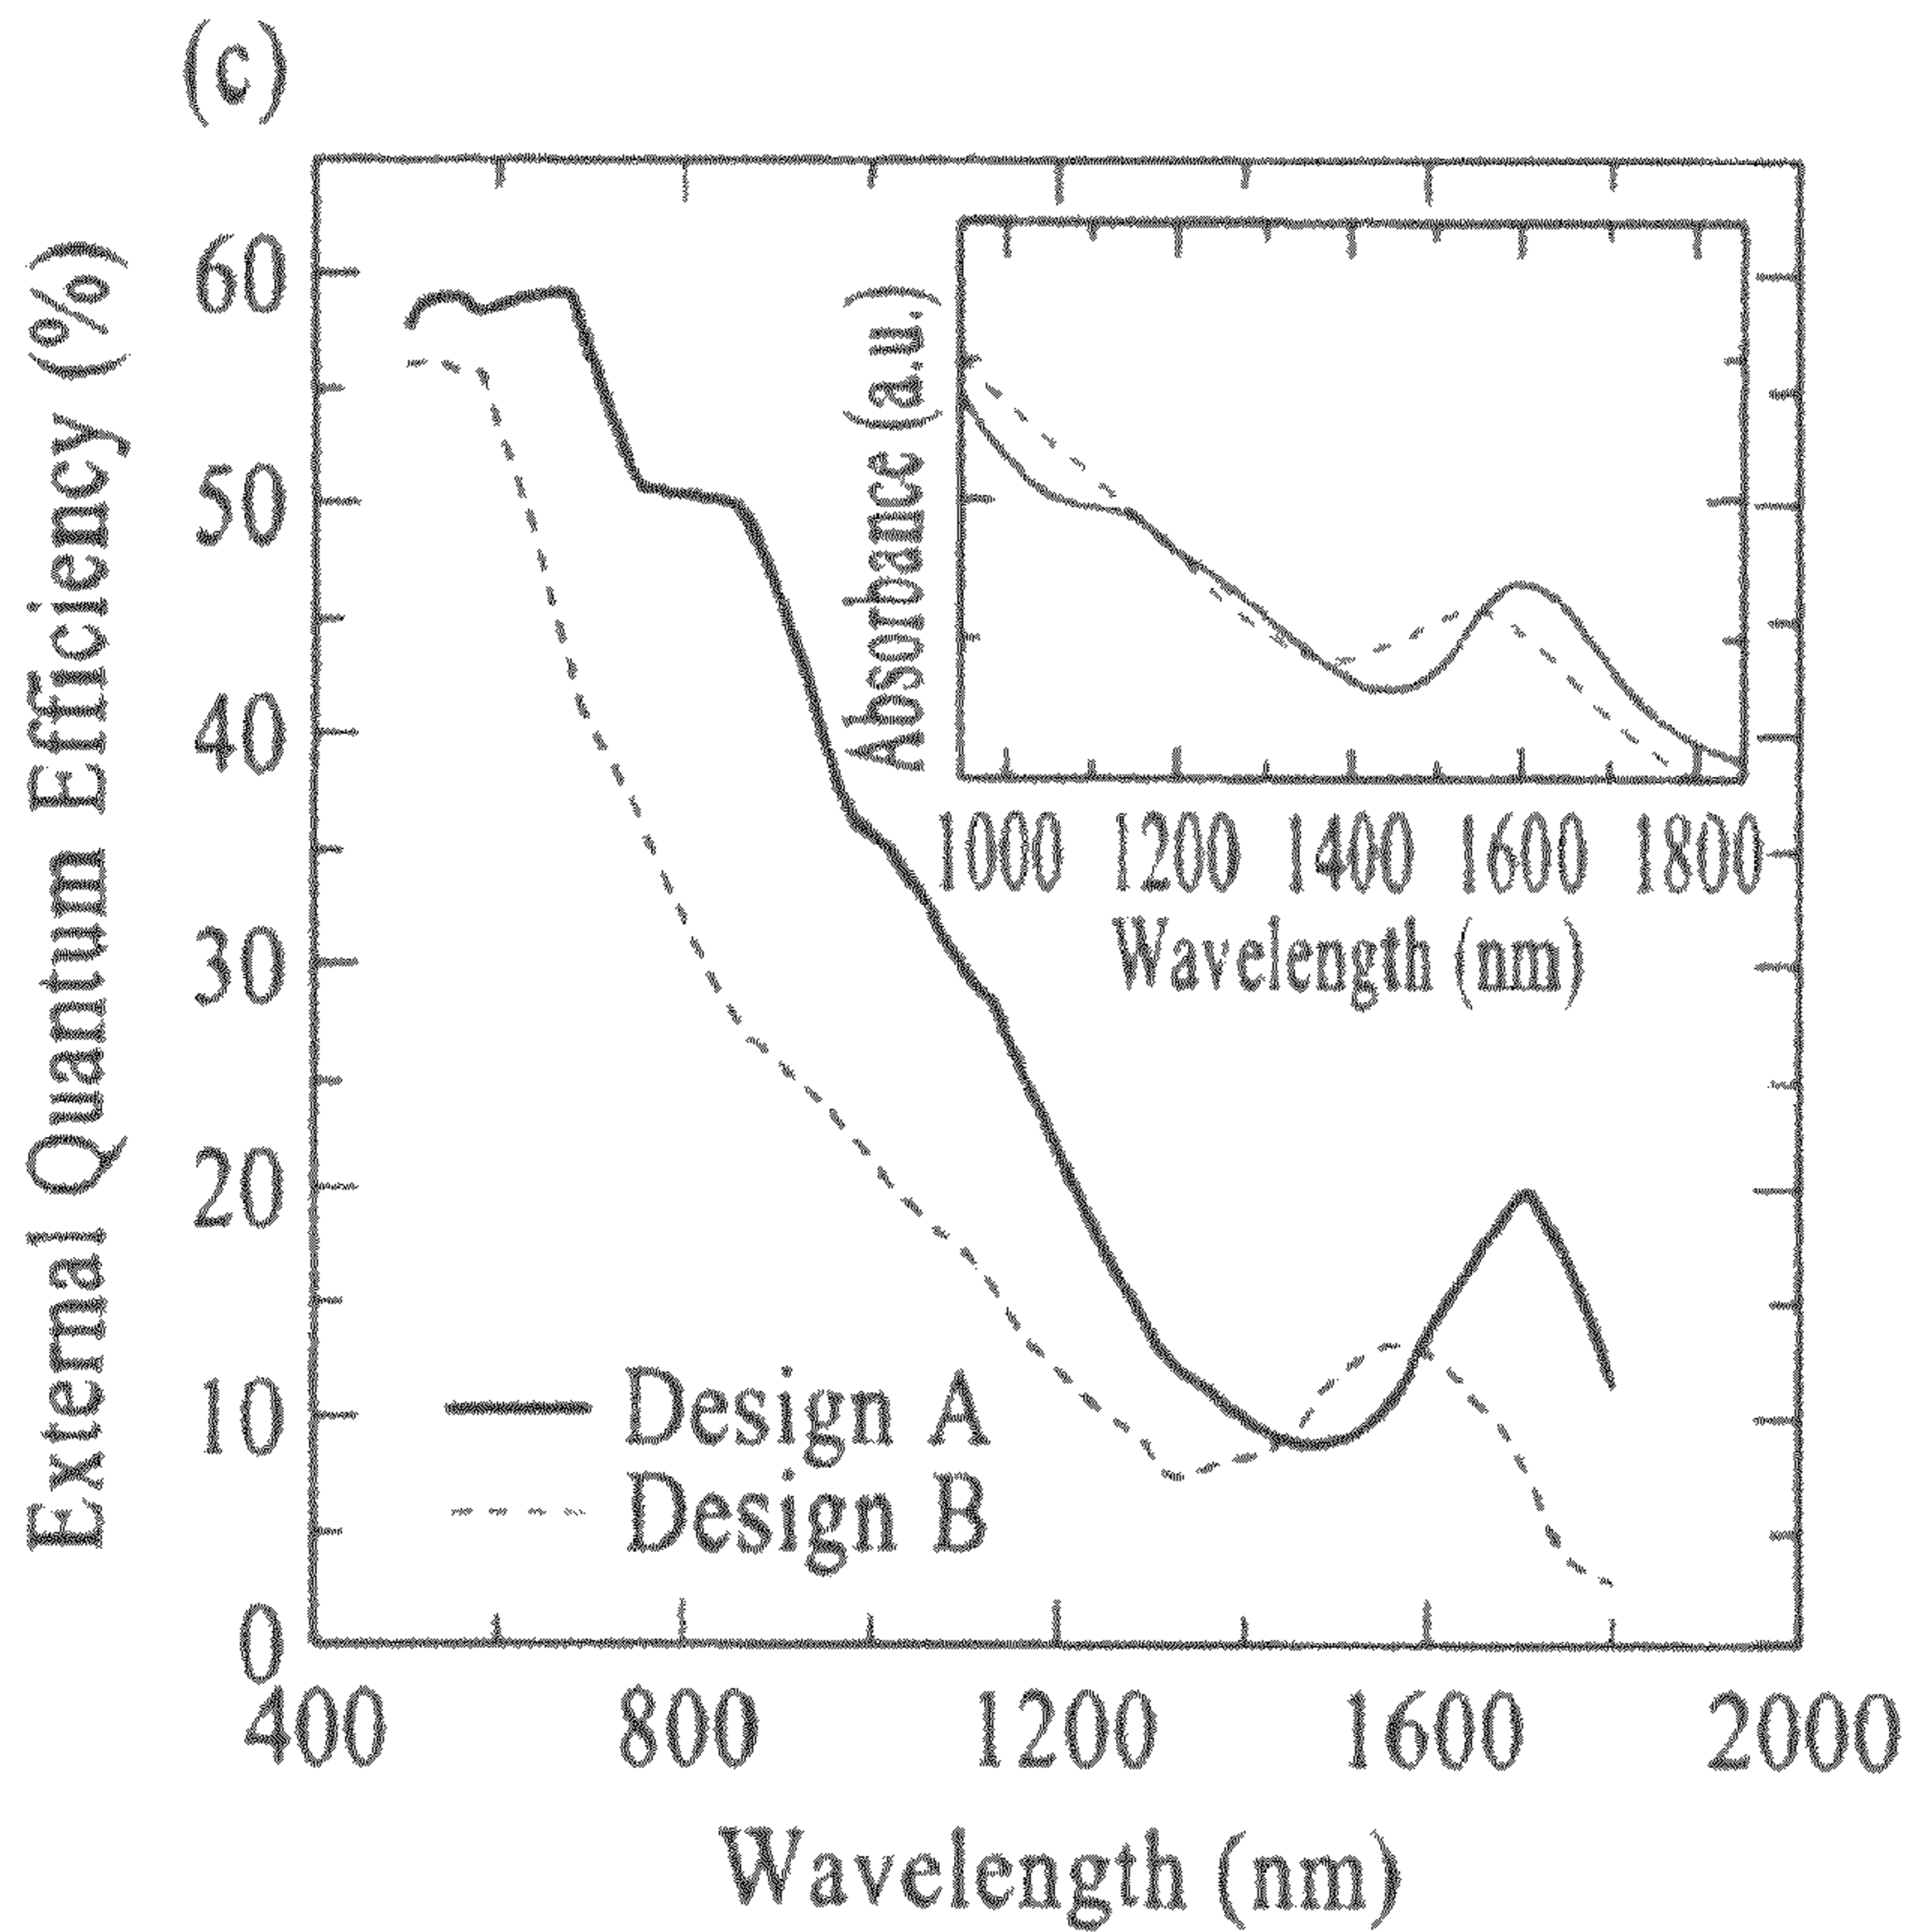 (c)
External Quantum Efficiency (%)
60
50
40
30
20
10
0
400 800 1200 1600 2000
Wavelength (nm)
Design A
Design B
Absorbance (a.u.)
1000 1200 1400 1600 1800
Wavelength (nm)